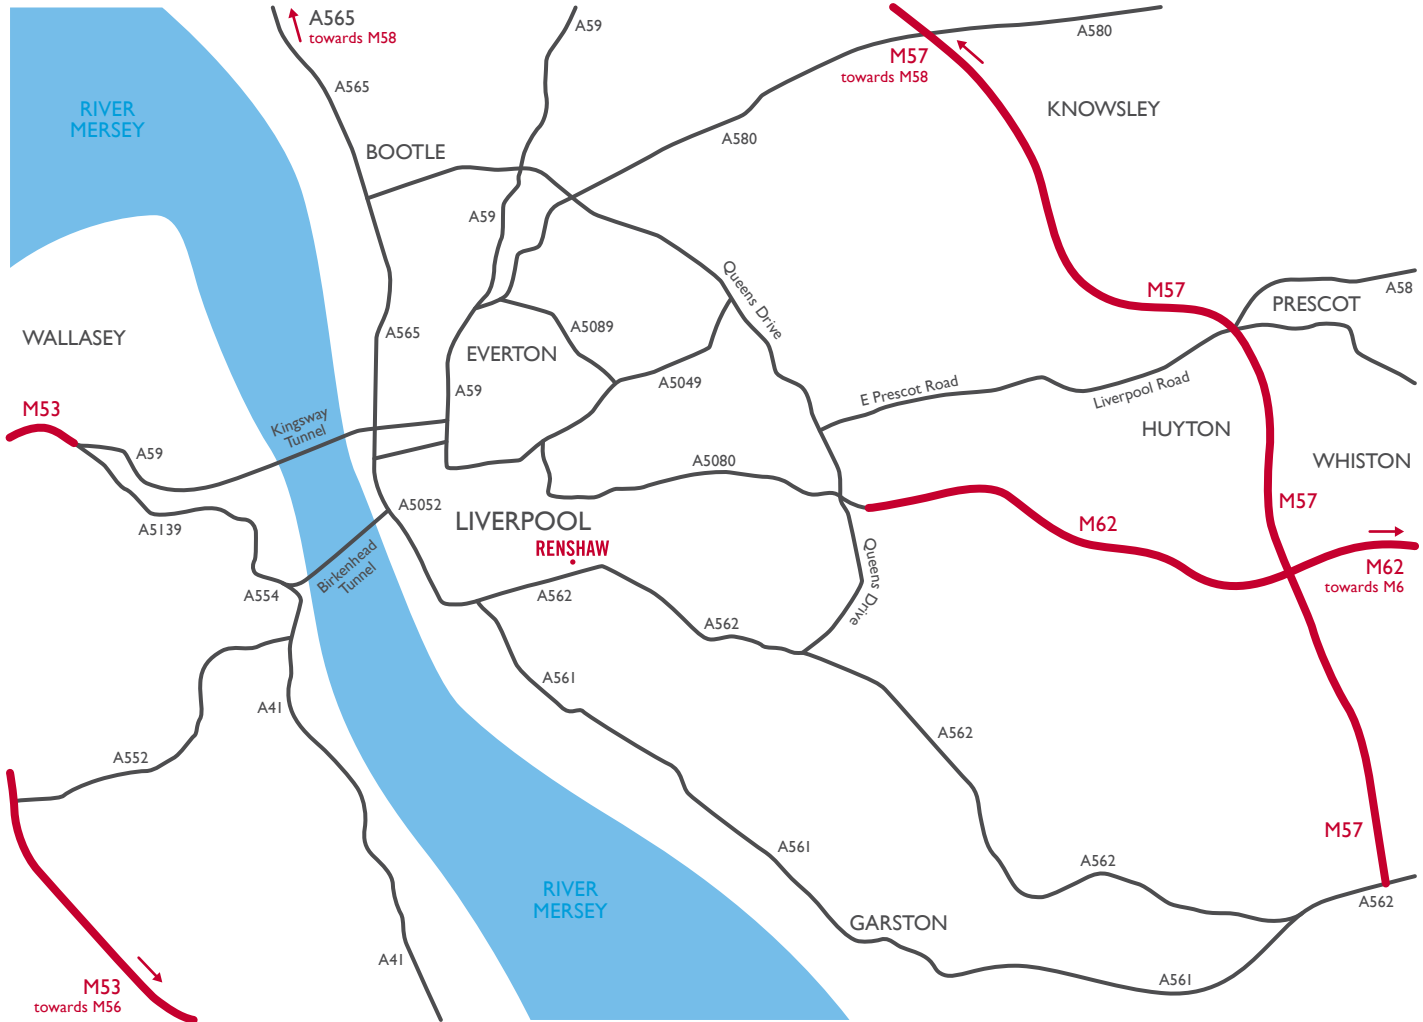 A565
towards M58
A59
A580
M57
towards M58
RIVER
MERSEY
A565
KNOWSLEY
A580
BOOTLE
A59
Queens Drive
M57
A58
PRESCOT
WALLASEY
A565
A5089
EVERTON
A5049
A59
E Prescot Road
Liverpool Road
M53
Kingsway
Tunnel
HUYTON
A59
A5080
WHISTON
A5052
M57
A5139
LIVERPOOL
M62
RENSHAW
Queens Drive
M62
towards M6
Birkenhead
Tunnel
A554
A562
A562
A561
A41
A562
A552
M57
A561
A562
RIVER
MERSEY
A562
GARSTON
A41
A561
M53
towards M56